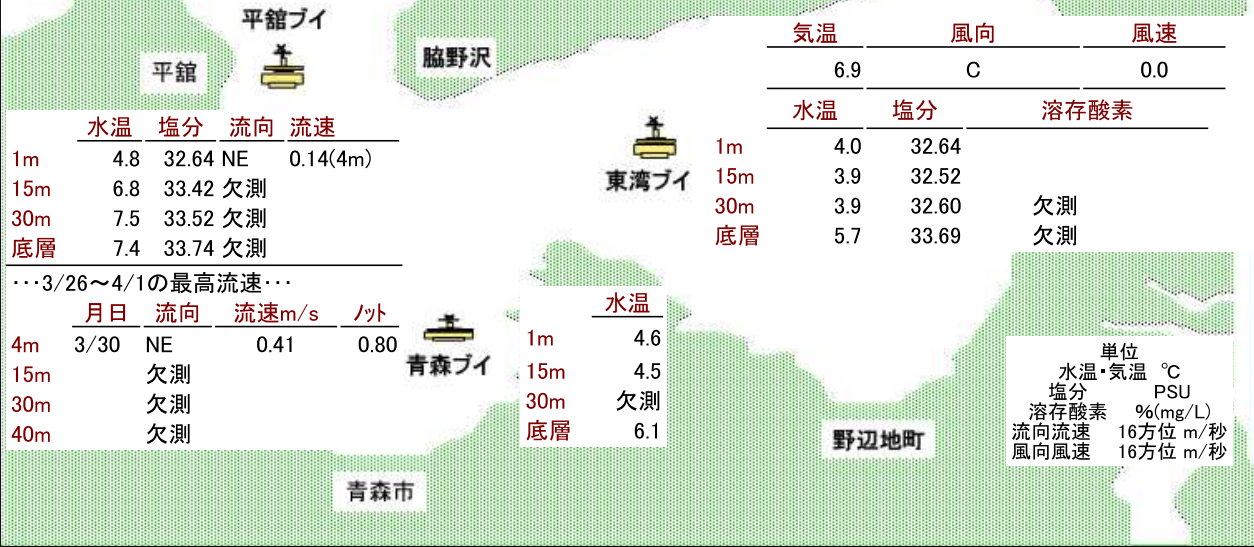 平舘ブイ
平舘
脇野沢
水温 塩分 流向 流速
1m 4.8 32.64 NE 0.14(4m)
15m 6.8 33.42 欠測
30m 7.5 33.52 欠測
底層 7.4 33.74 欠測
…3/26～4/1の最高流速…
月日 流向 流速m/s ノット
4m 3/30 NE 0.41 0.80
15m 欠測
30m 欠測
40m 欠測
気温 風向 風速
6.9 C 0.0
東湾ブイ
水温 塩分 溶存酸素
1m 4.0 32.64
15m 3.9 32.52
30m 3.9 32.60 欠測
底層 5.7 33.69 欠測
青森ブイ
水温
1m 4.6
15m 4.5
30m 欠測
底層 6.1
単位
水温・気温 ℃
塩分 PSU
溶存酸素 %(mg/L)
流向流速 16方位 m/秒
風向風速 16方位 m/秒
野辺地町
青森市